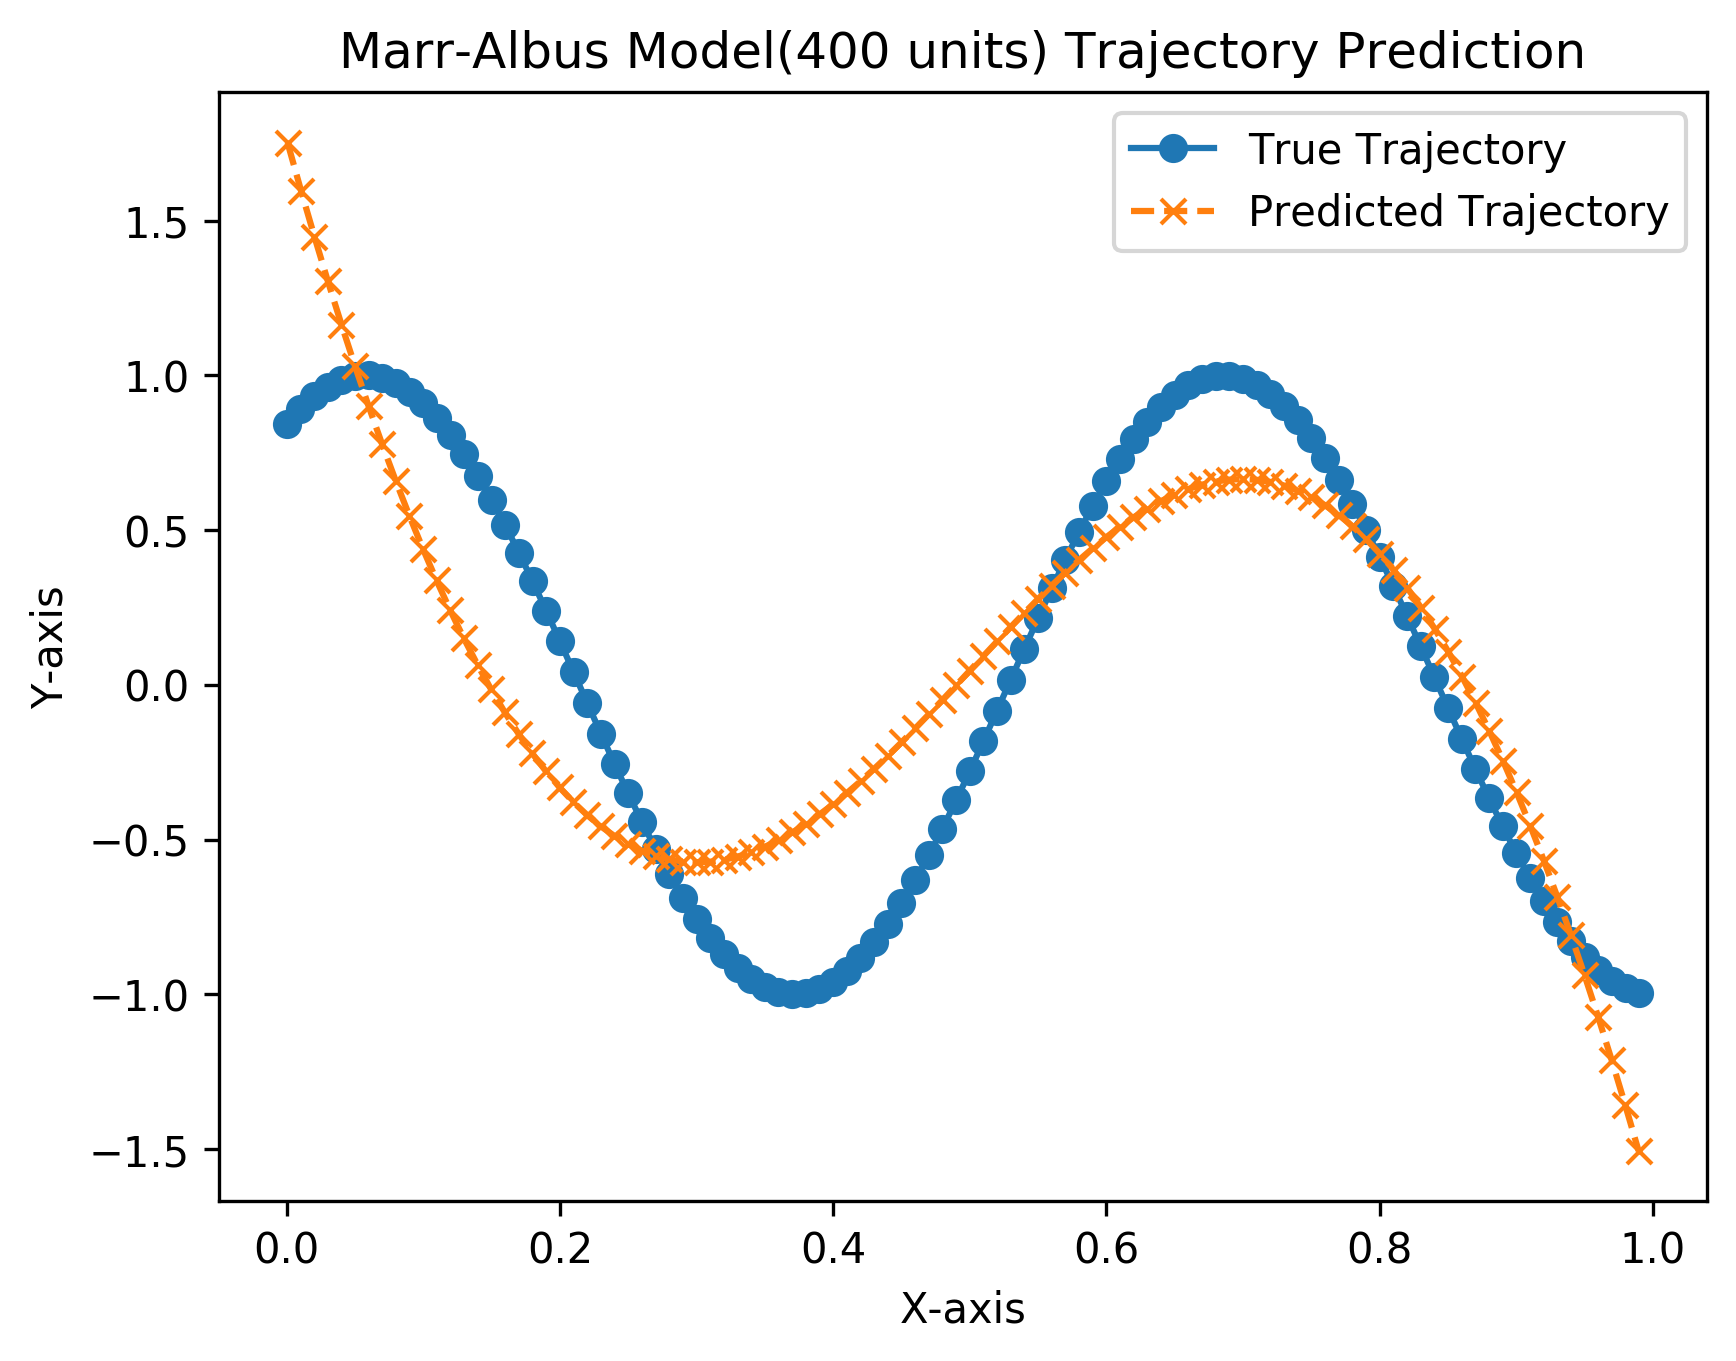 Marr-Albus Model(400 units) Trajectory Prediction
True Trajectory
Predicted Trajectory
Y-axis
1.5
1.0
0.5
0.0
−0.5
−1.0
−1.5
0.0 0.2 0.4 0.6 0.8 1.0
X-axis